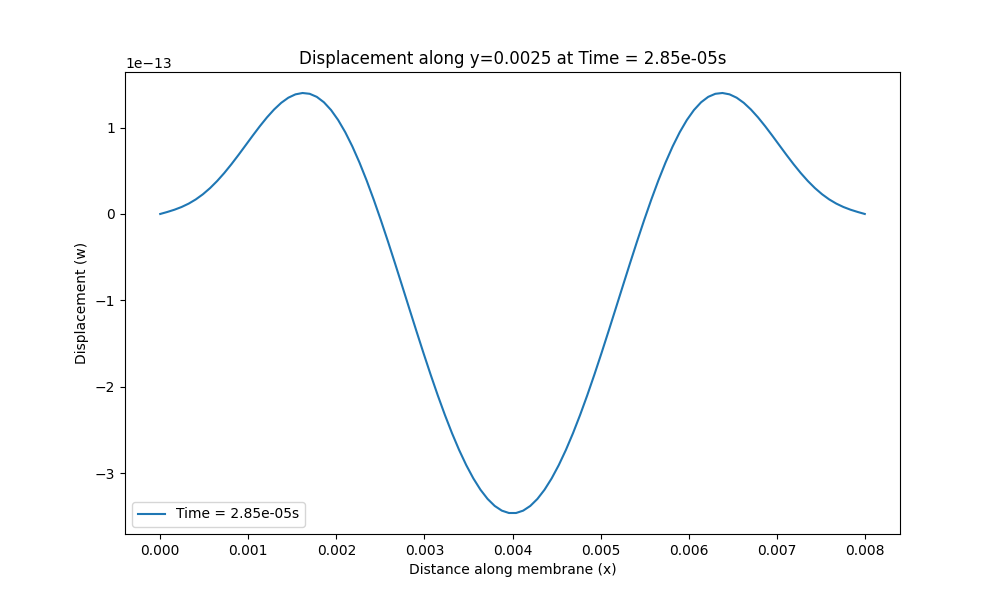 Displacement along y=0.0025 at Time = 2.85e-05s
1e−13
1
0
−1
−2
−3
Displacement (w)
Time = 2.85e-05s
0.000 0.001 0.002 0.003 0.004 0.005 0.006 0.007 0.008
Distance along membrane (x)